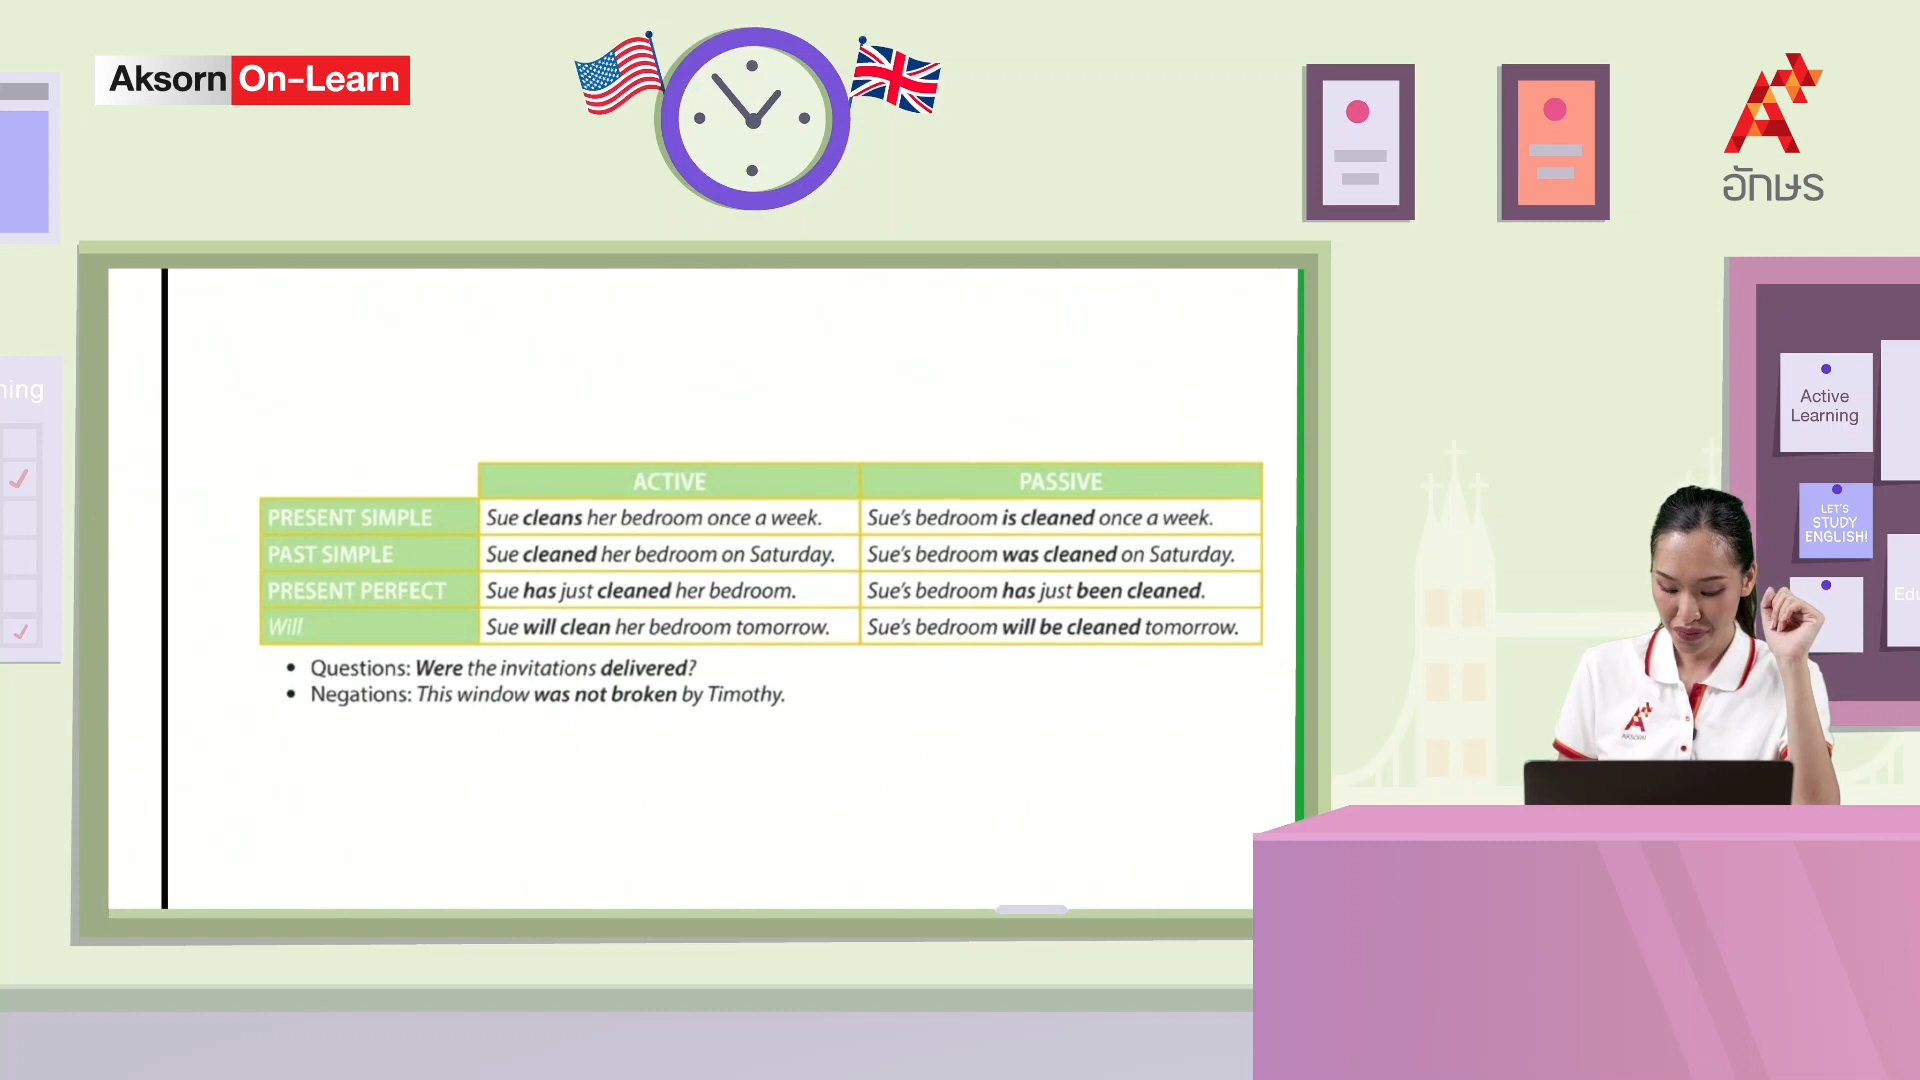 Aksorn On-Learn
อักษร
ning
Active
Learning
LET'S
STUDY
ENGLISH!
Edu
ACTIVE PASSIVE
PRESENT SIMPLE Sue cleans her bedroom once a week. Sue's bedroom is cleaned once a week.
PAST SIMPLE Sue cleaned her bedroom on Saturday. Sue's bedroom was cleaned on Saturday.
PRESENT PERFECT Sue has just cleaned her bedroom. Sue's bedroom has just been cleaned.
Will Sue will clean her bedroom tomorrow. Sue's bedroom will be cleaned tomorrow.
• Questions: Were the invitations delivered?
• Negations: This window was not broken by Timothy.
AKSORN